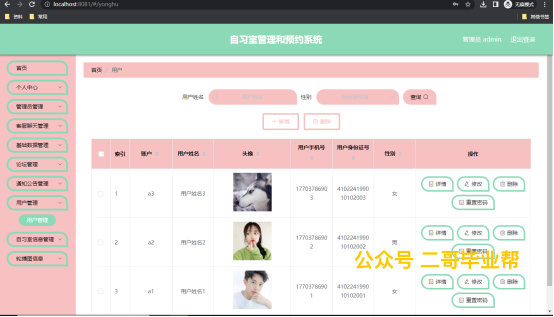 localhost:8081/#/yonghu
无痕模式
资料 常用
其他书签
自习室管理和预约系统
管理员 admin 退出登录
首页
个人中心
管理员管理
客服聊天管理
基础数据管理
论坛管理
通知公告管理
用户管理
用户管理
自习室信息管理
轮播图信息
首页 用户
用户姓名 用户姓名 性别 查询
+ 新增 删除
索引 账户 用户姓名 头像 用户手机号 用户身份证号 性别 操作
1 a3 用户姓名3 17703786903 410224199010102003 女 详情 修改 删除 重置密码
2 a2 用户姓名2 17703786902 410224199010102002 男 详情 修改 删除 重置密码
3 a1 用户姓名1 17703786901 410224199010102001 女 详情 修改 删除 重置密码
公众号 二哥毕业帮